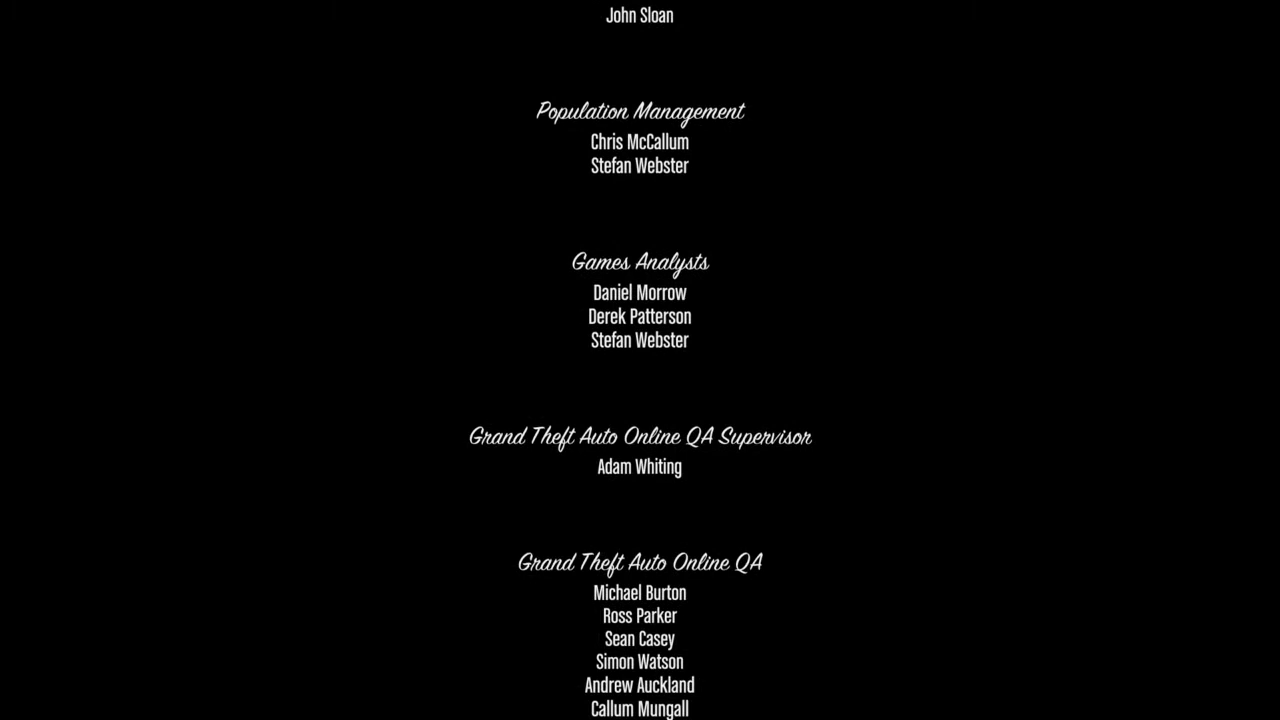 John Sloan
Population Management
Chris McCallum
Stefan Webster
Games Analysts
Daniel Morrow
Derek Patterson
Stefan Webster
Grand Theft Auto Online QA Supervisor
Adam Whiting
Grand Theft Auto Online QA
Michael Burton
Ross Parker
Sean Casey
Simon Watson
Andrew Auckland
Callum Mungall